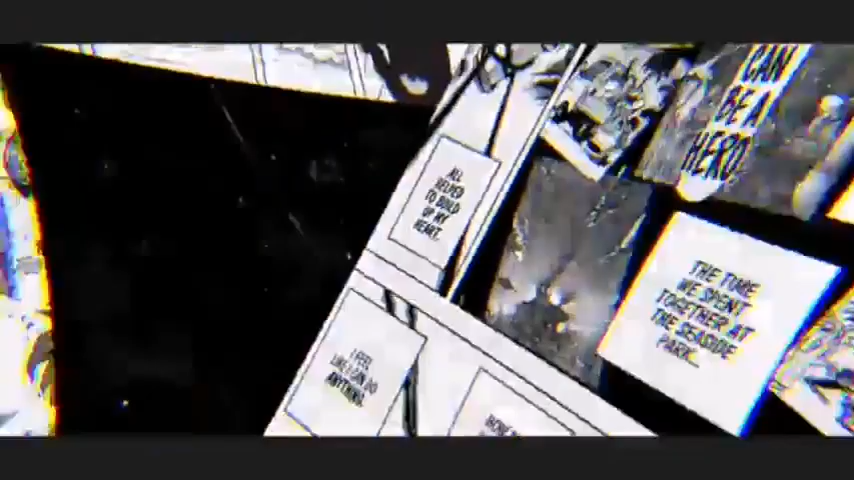 CAN
BE A
HERO.
ALL
HELPED
TO BUILD
UP MY
HEART...
THE TIME
WE SPENT
TOGETHER AT
THE SEASIDE
PARK...
I FEEL
LIKE I CAN DO
ANYTHING.